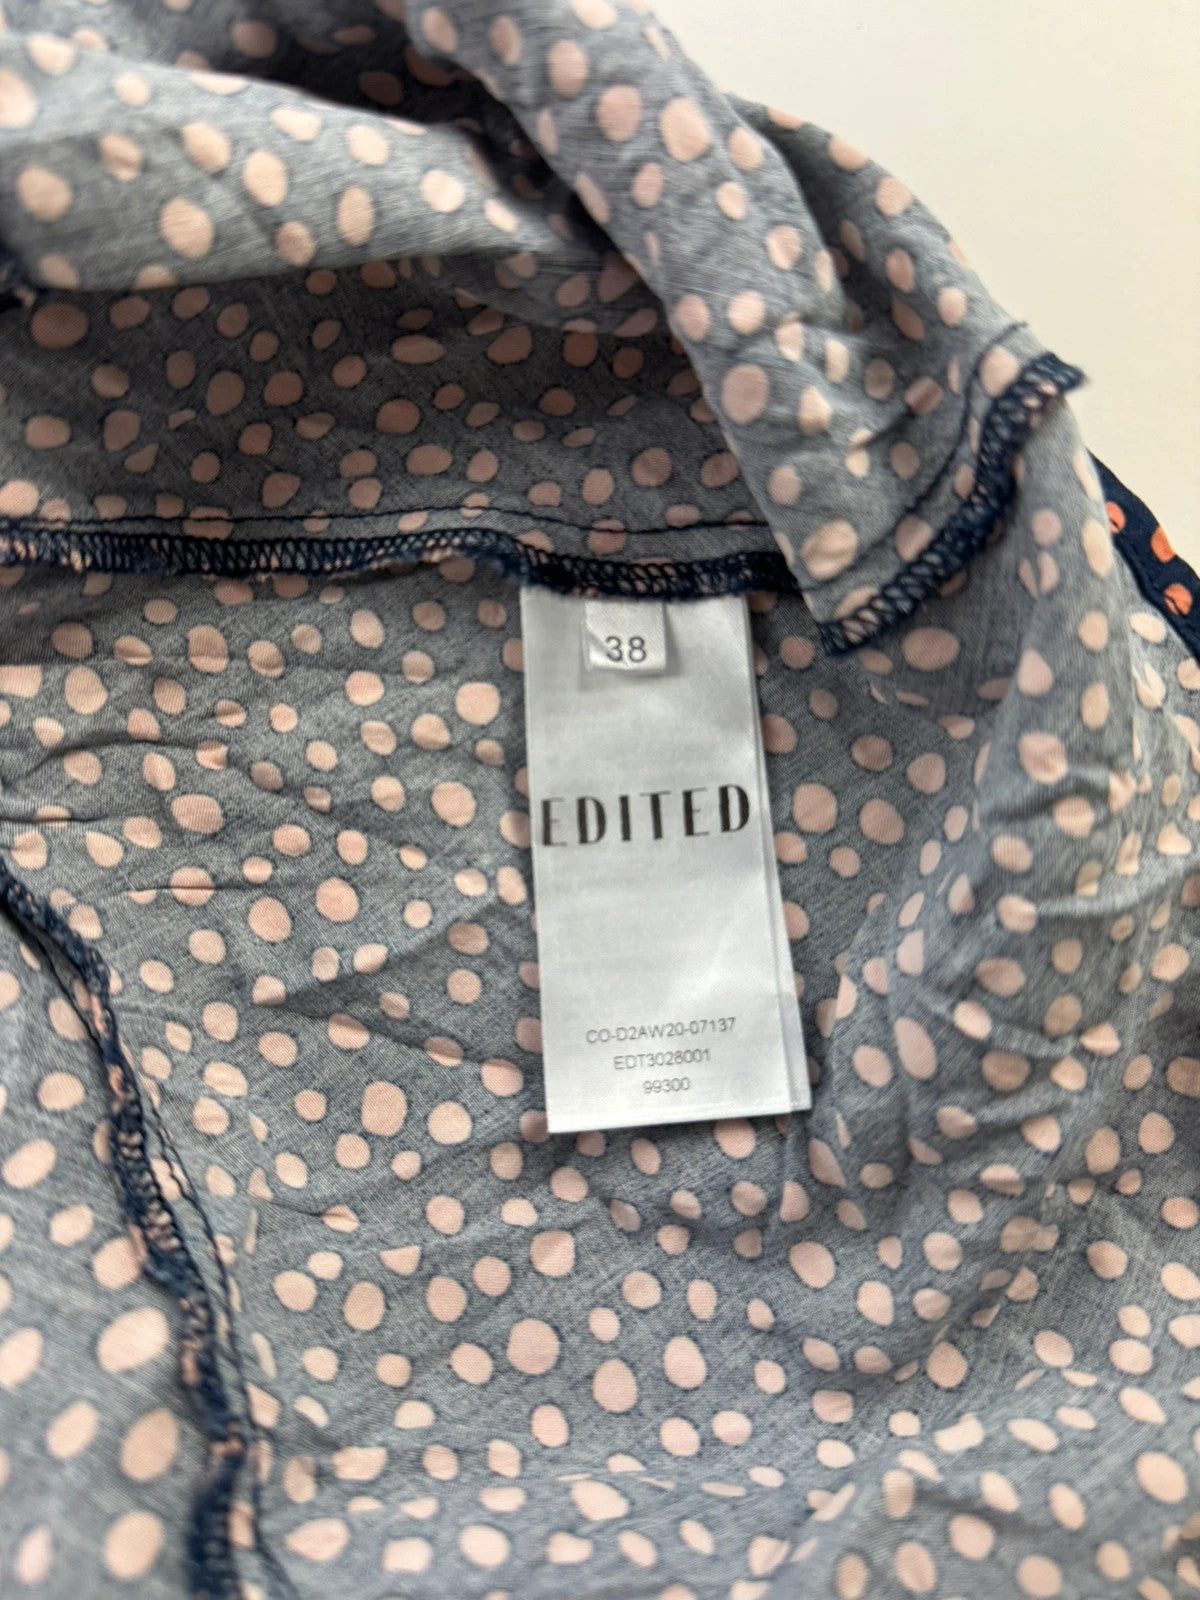 38
EDITED
CO-D2AW20-07137
EDT3028001
99300